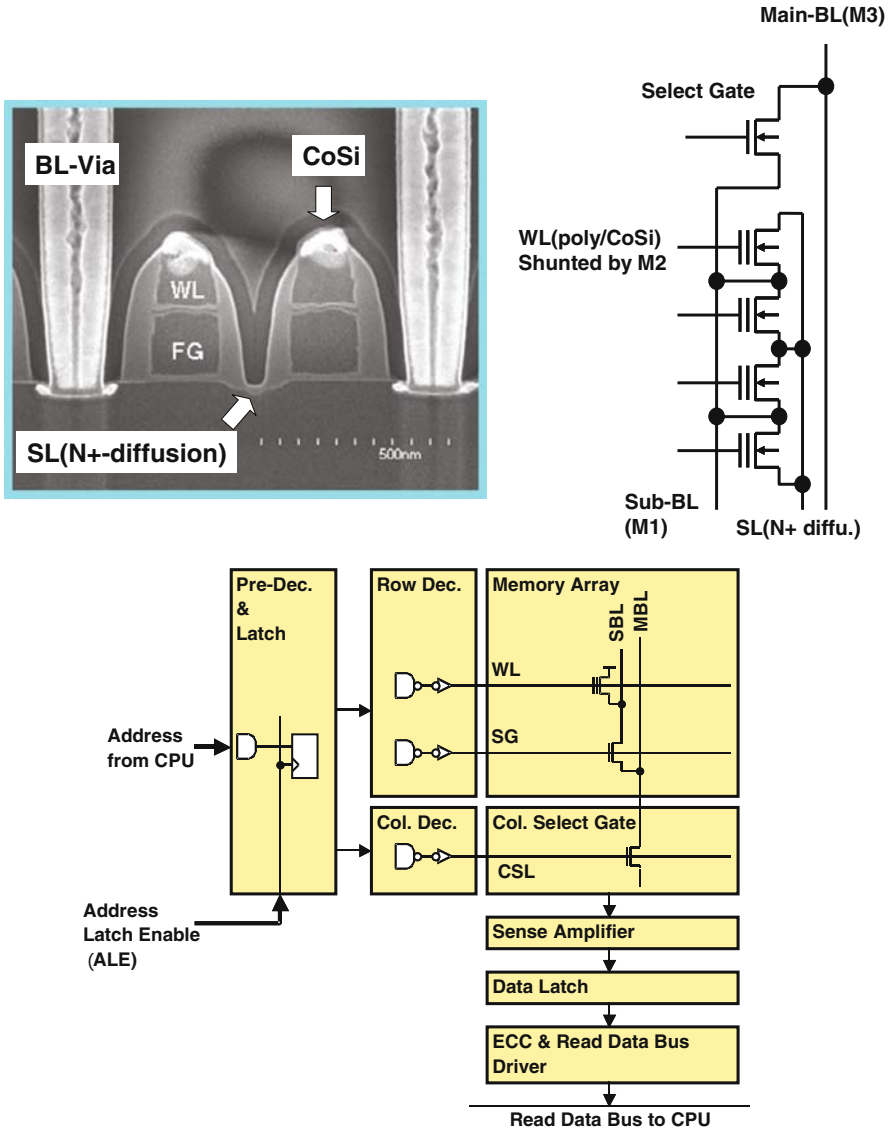 Main-BL(M3)
Select Gate
BL-Via
CoSi
WL
FG
SL(N+-diffusion)
500nm
WL(poly/CoSi)
Shunted by M2
Sub-BL
(M1)
SL(N+ diffu.)
Pre-Dec.
&
Latch
Row Dec.
Memory Array
SBL
MBL
WL
SG
Address
from CPU
Col. Dec.
Col. Select Gate
CSL
Address
Latch Enable
(ALE)
Sense Amplifier
Data Latch
ECC & Read Data Bus
Driver
Read Data Bus to CPU